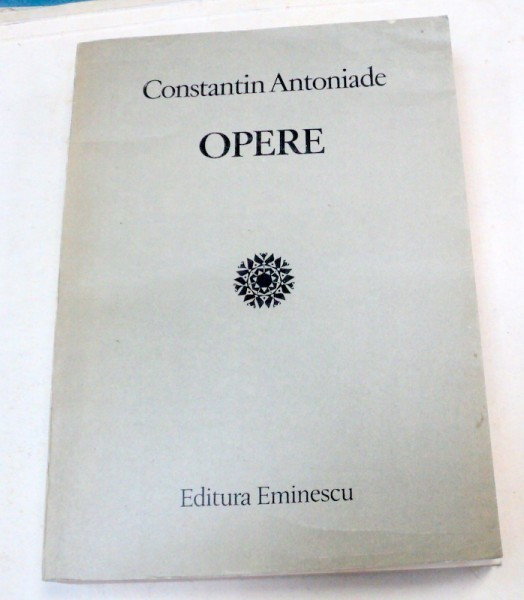 Constantin Antoniade
OPERE
Editura Eminescu